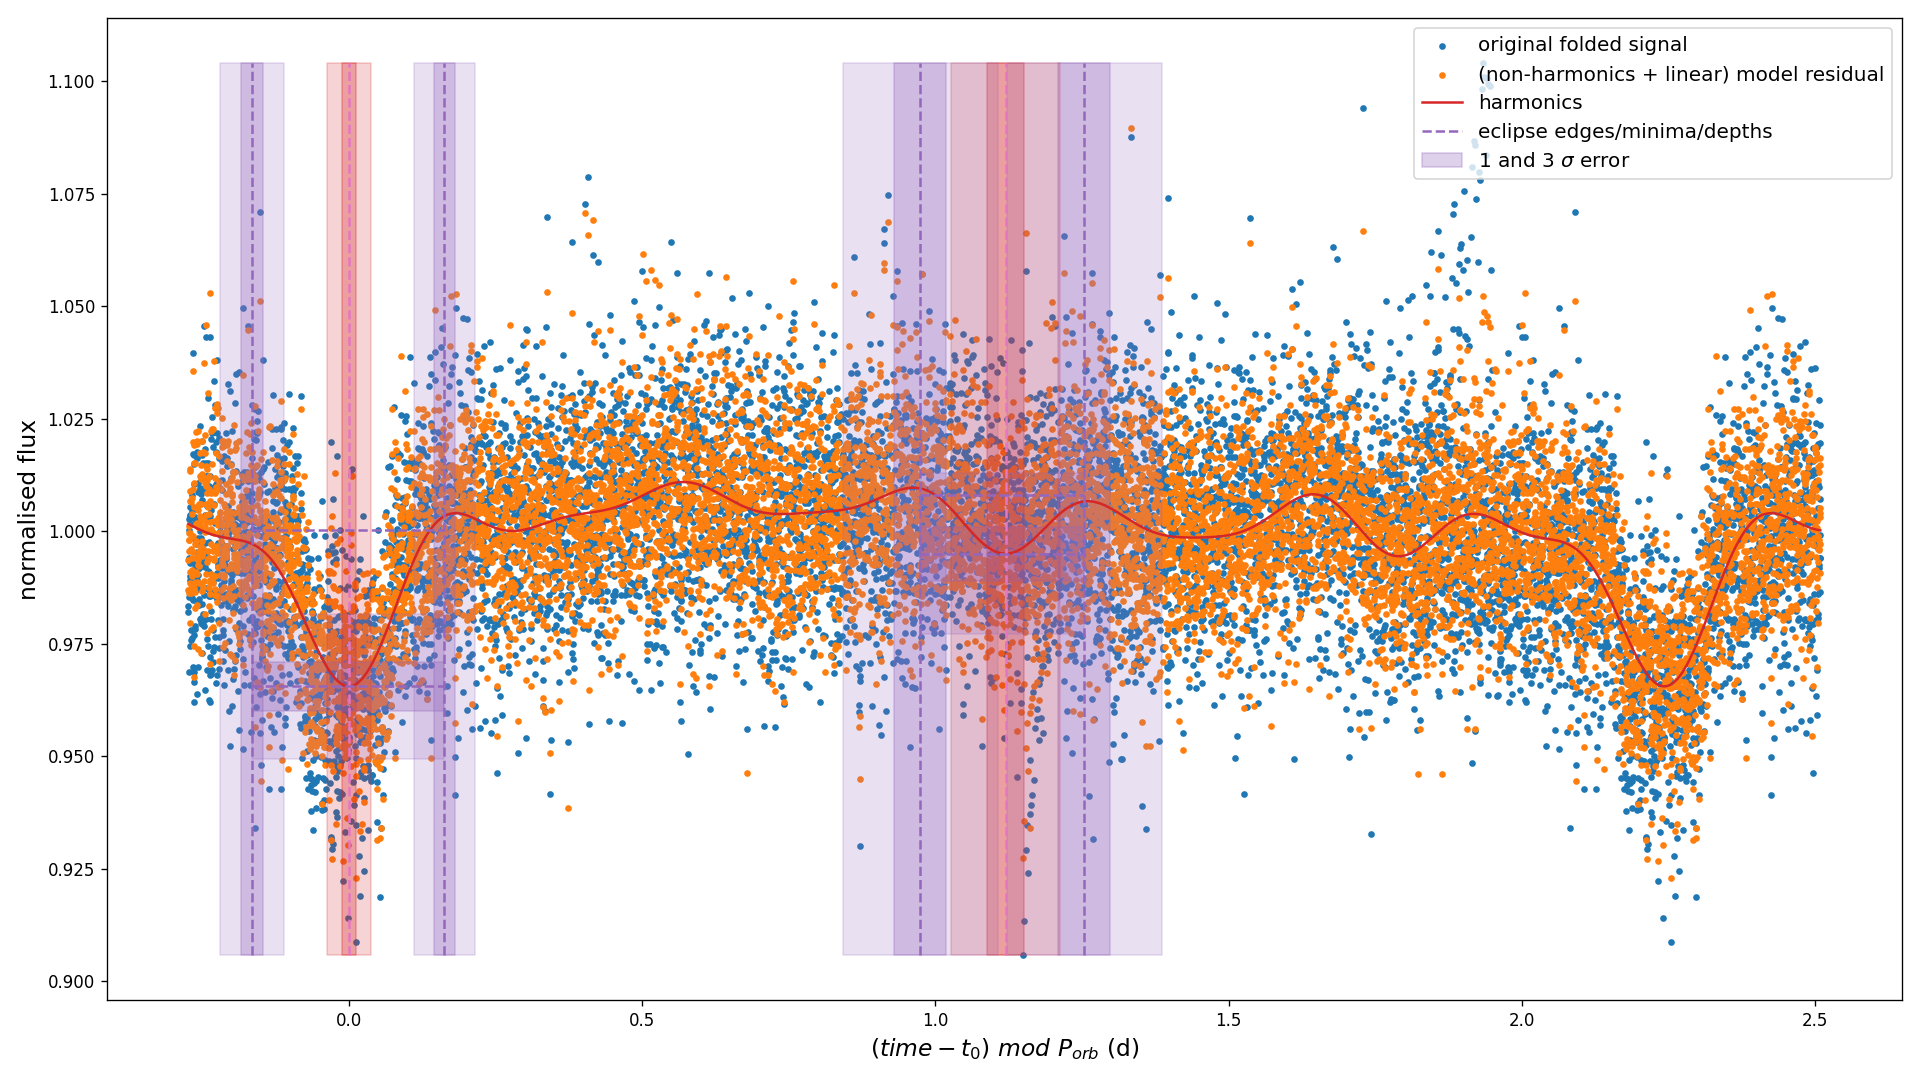 original folded signal
(non-harmonics + linear) model residual
harmonics
eclipse edges/minima/depths
1 and 3 σ error
normalised flux
1.100
1.075
1.050
1.025
1.000
0.975
0.950
0.925
0.900
0.0
0.5
1.0
1.5
2.0
2.5
(time − t₀) mod P_orb (d)